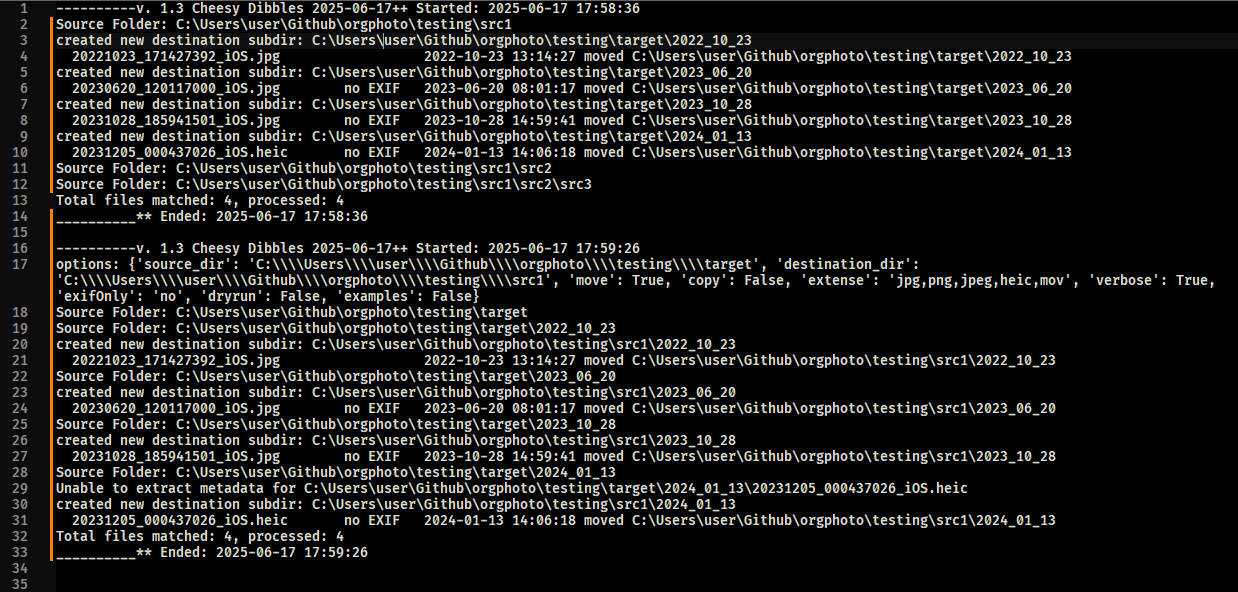 1 ----------v. 1.3 Cheesy Dibbles 2025-06-17++ Started: 2025-06-17 17:58:36
2 Source Folder: C:\Users\user\Github\orgphoto\testing\src1
3 created new destination subdir: C:\Users\user\Github\orgphoto\testing\target\2022_10_23
4   20221023_171427392_iOS.jpg                  2022-10-23 13:14:27 moved C:\Users\user\Github\orgphoto\testing\target\2022_10_23
5 created new destination subdir: C:\Users\user\Github\orgphoto\testing\target\2023_06_20
6   20230620_120117000_iOS.jpg        no EXIF   2023-06-20 08:01:17 moved C:\Users\user\Github\orgphoto\testing\target\2023_06_20
7 created new destination subdir: C:\Users\user\Github\orgphoto\testing\target\2023_10_28
8   20231028_185941501_iOS.jpg        no EXIF   2023-10-28 14:59:41 moved C:\Users\user\Github\orgphoto\testing\target\2023_10_28
9 created new destination subdir: C:\Users\user\Github\orgphoto\testing\target\2024_01_13
10   20231205_000437026_iOS.heic       no EXIF   2024-01-13 14:06:18 moved C:\Users\user\Github\orgphoto\testing\target\2024_01_13
11 Source Folder: C:\Users\user\Github\orgphoto\testing\src1\src2
12 Source Folder: C:\Users\user\Github\orgphoto\testing\src1\src2\src3
13 Total files matched: 4, processed: 4
14 __________** Ended: 2025-06-17 17:58:36
15
16 ----------v. 1.3 Cheesy Dibbles 2025-06-17++ Started: 2025-06-17 17:59:26
17 options: {'source_dir': 'C:\\\\Users\\\\user\\\\Github\\\\orgphoto\\\\testing\\\\target', 'destination_dir':
'C:\\\\Users\\\\user\\\\Github\\\\orgphoto\\\\testing\\\\src1', 'move': True, 'copy': False, 'extense': 'jpg,png,jpeg,heic,mov', 'verbose': True,
'exifOnly': 'no', 'dryrun': False, 'examples': False}
18 Source Folder: C:\Users\user\Github\orgphoto\testing\target
19 Source Folder: C:\Users\user\Github\orgphoto\testing\target\2022_10_23
20 created new destination subdir: C:\Users\user\Github\orgphoto\testing\src1\2022_10_23
21   20221023_171427392_iOS.jpg                  2022-10-23 13:14:27 moved C:\Users\user\Github\orgphoto\testing\src1\2022_10_23
22 Source Folder: C:\Users\user\Github\orgphoto\testing\target\2023_06_20
23 created new destination subdir: C:\Users\user\Github\orgphoto\testing\src1\2023_06_20
24   20230620_120117000_iOS.jpg        no EXIF   2023-06-20 08:01:17 moved C:\Users\user\Github\orgphoto\testing\src1\2023_06_20
25 Source Folder: C:\Users\user\Github\orgphoto\testing\target\2023_10_28
26 created new destination subdir: C:\Users\user\Github\orgphoto\testing\src1\2023_10_28
27   20231028_185941501_iOS.jpg        no EXIF   2023-10-28 14:59:41 moved C:\Users\user\Github\orgphoto\testing\src1\2023_10_28
28 Source Folder: C:\Users\user\Github\orgphoto\testing\target\2024_01_13
29 Unable to extract metadata for C:\Users\user\Github\orgphoto\testing\target\2024_01_13\20231205_000437026_iOS.heic
30 created new destination subdir: C:\Users\user\Github\orgphoto\testing\src1\2024_01_13
31   20231205_000437026_iOS.heic       no EXIF   2024-01-13 14:06:18 moved C:\Users\user\Github\orgphoto\testing\src1\2024_01_13
32 Total files matched: 4, processed: 4
33 __________** Ended: 2025-06-17 17:59:26
34
35